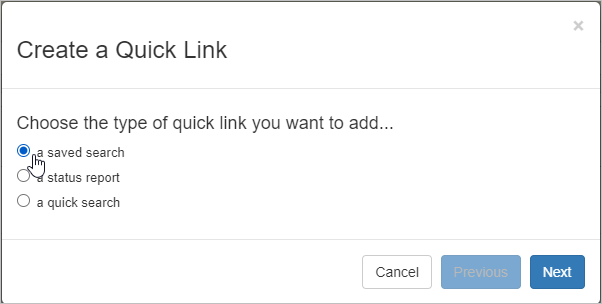 ×
Create a Quick Link
Choose the type of quick link you want to add...
a saved search
a status report
a quick search
Cancel Previous Next